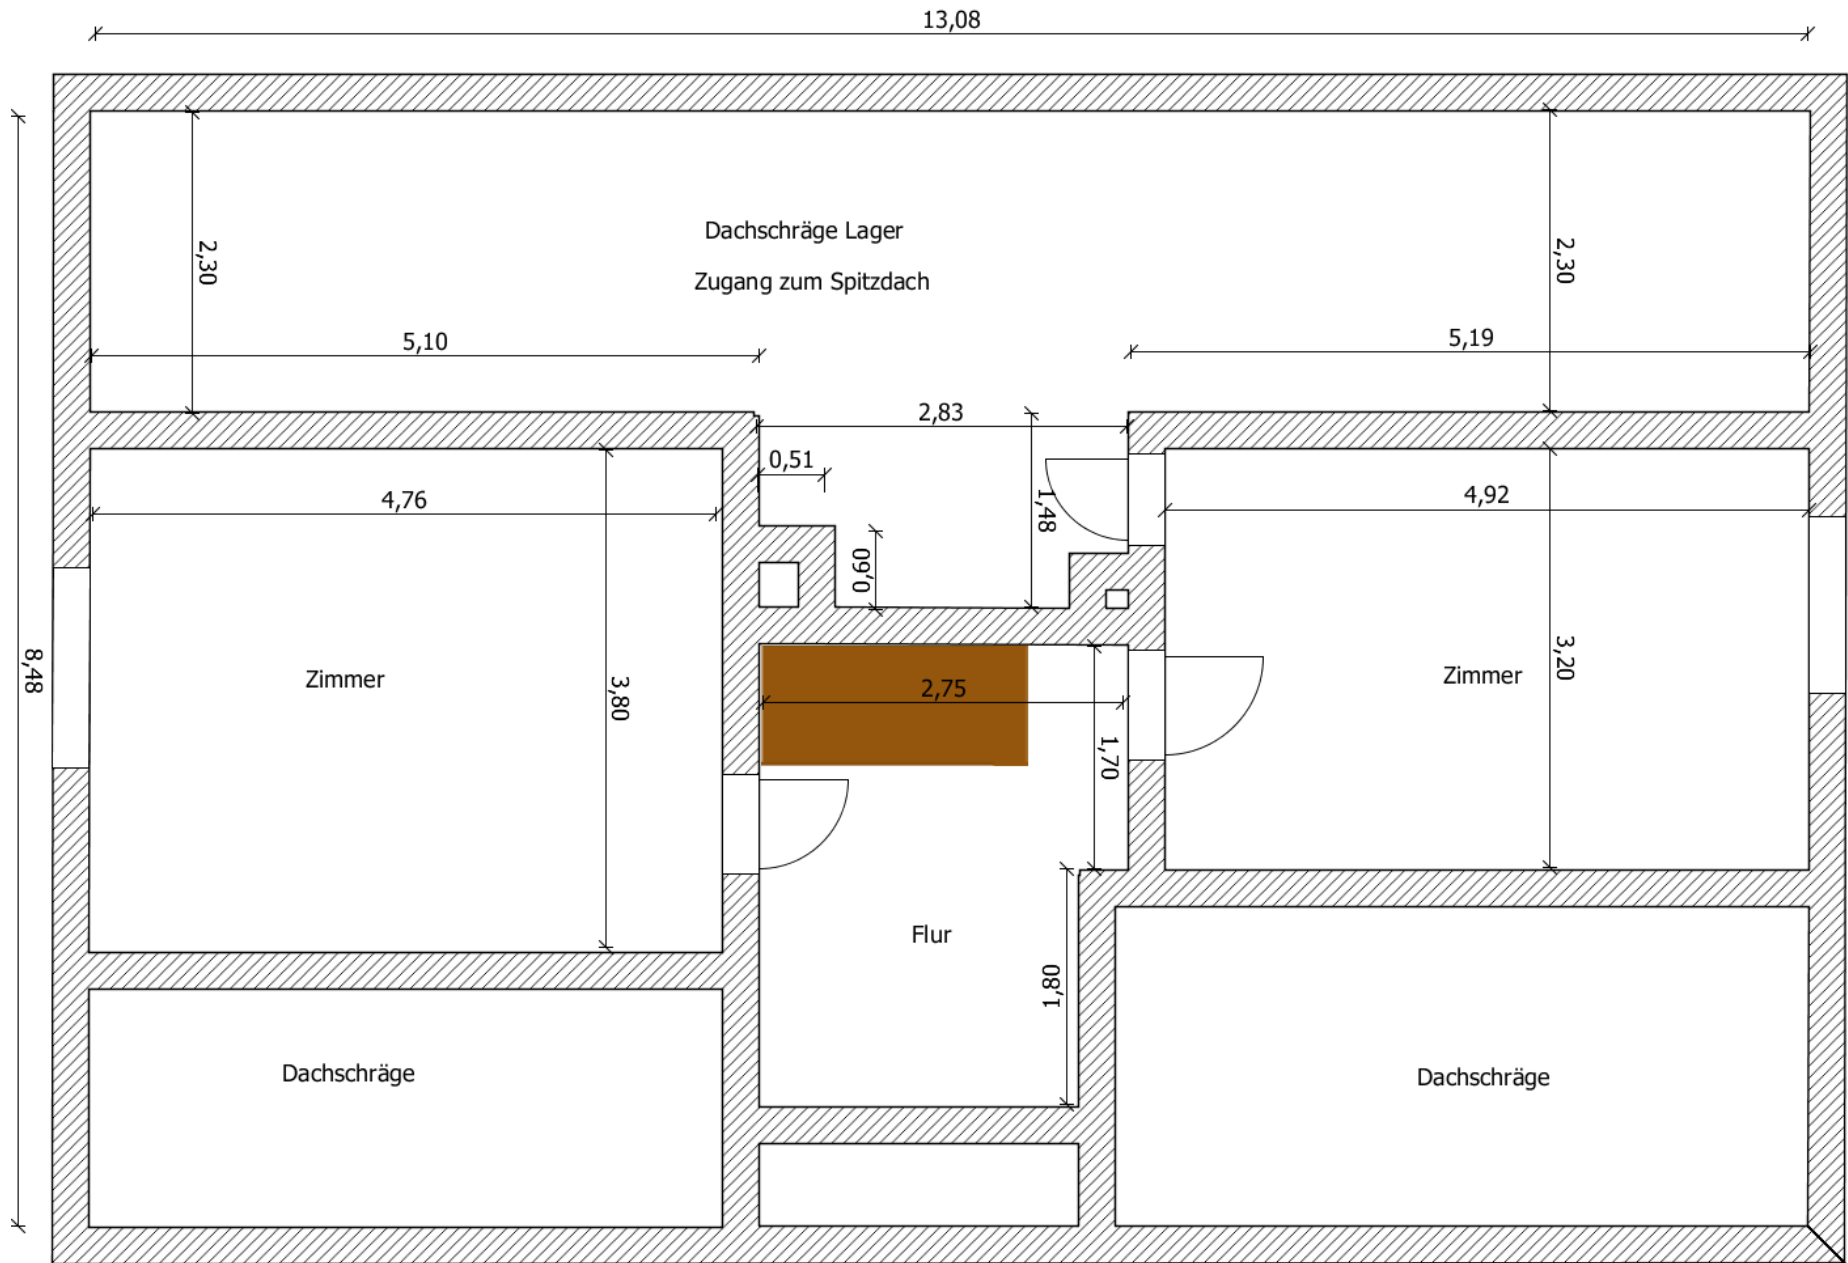 13,08
Dachschräge Lager
Zugang zum Spitzdach
2,30
2,30
5,10
5,19
2,83
0,51
1,48
4,76
4,92
0,60
8,48
Zimmer
3,80
2,75
1,70
3,20
Zimmer
Flur
1,80
Dachschräge
Dachschräge